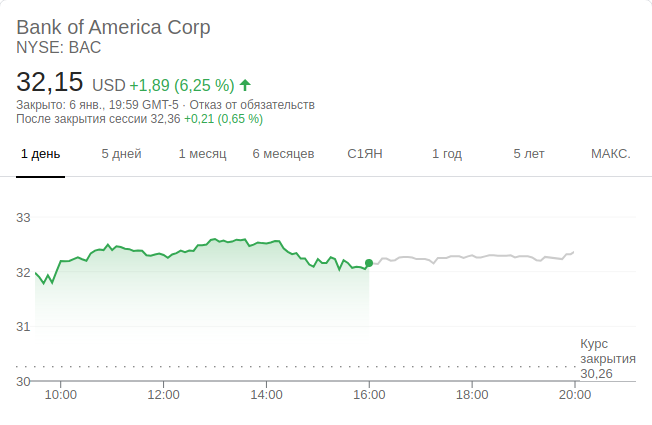 Bank of America Corp
NYSE: BAC
32,15 USD +1,89 (6,25 %)
Закрыто: 6 янв., 19:59 GMT-5 · Отказ от обязательств
После закрытия сессии 32,36 +0,21 (0,65 %)
1 день 5 дней 1 месяц 6 месяцев С1ЯН 1 год 5 лет МАКС.
33
32
31
Курс
закрытия
30,26
30
10:00 12:00 14:00 16:00 18:00 20:00